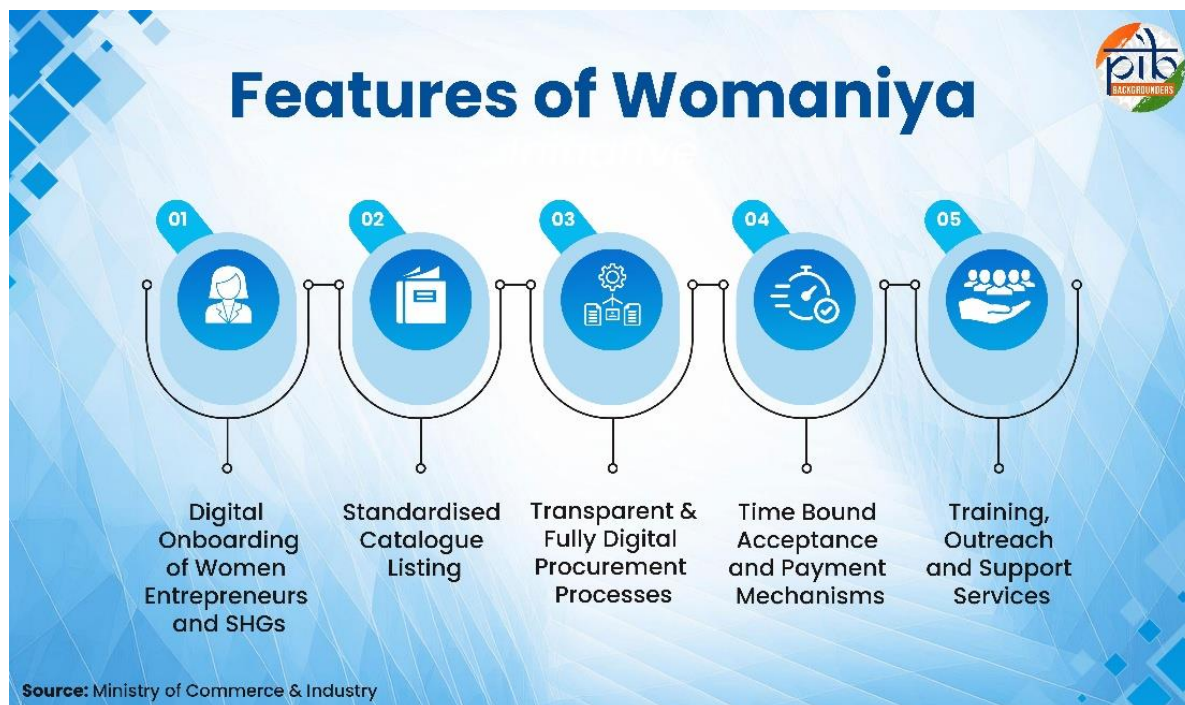 Features of Womaniya
pib
BACKGROUNDERS
01
02
03
04
05
Digital
Onboarding
of Women
Entrepreneurs
and SHGs
Standardised
Catalogue
Listing
Transparent &
Fully Digital
Procurement
Processes
Time Bound
Acceptance
and Payment
Mechanisms
Training,
Outreach
and Support
Services
Source: Ministry of Commerce & Industry